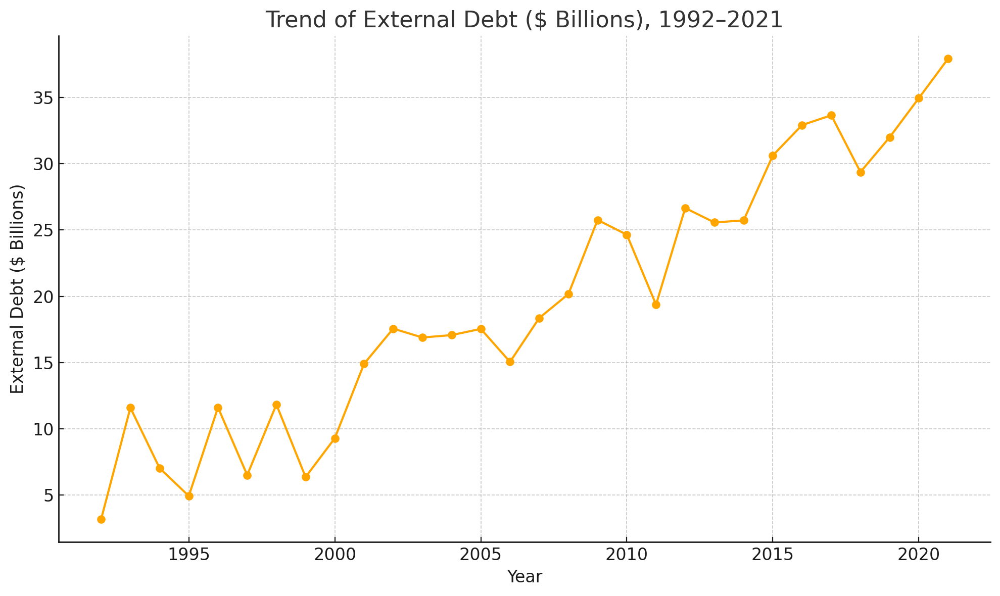 Trend of External Debt ($ Billions), 1992–2021
External Debt ($ Billions)
35
30
25
20
15
10
5
1995 2000 2005 2010 2015 2020
Year